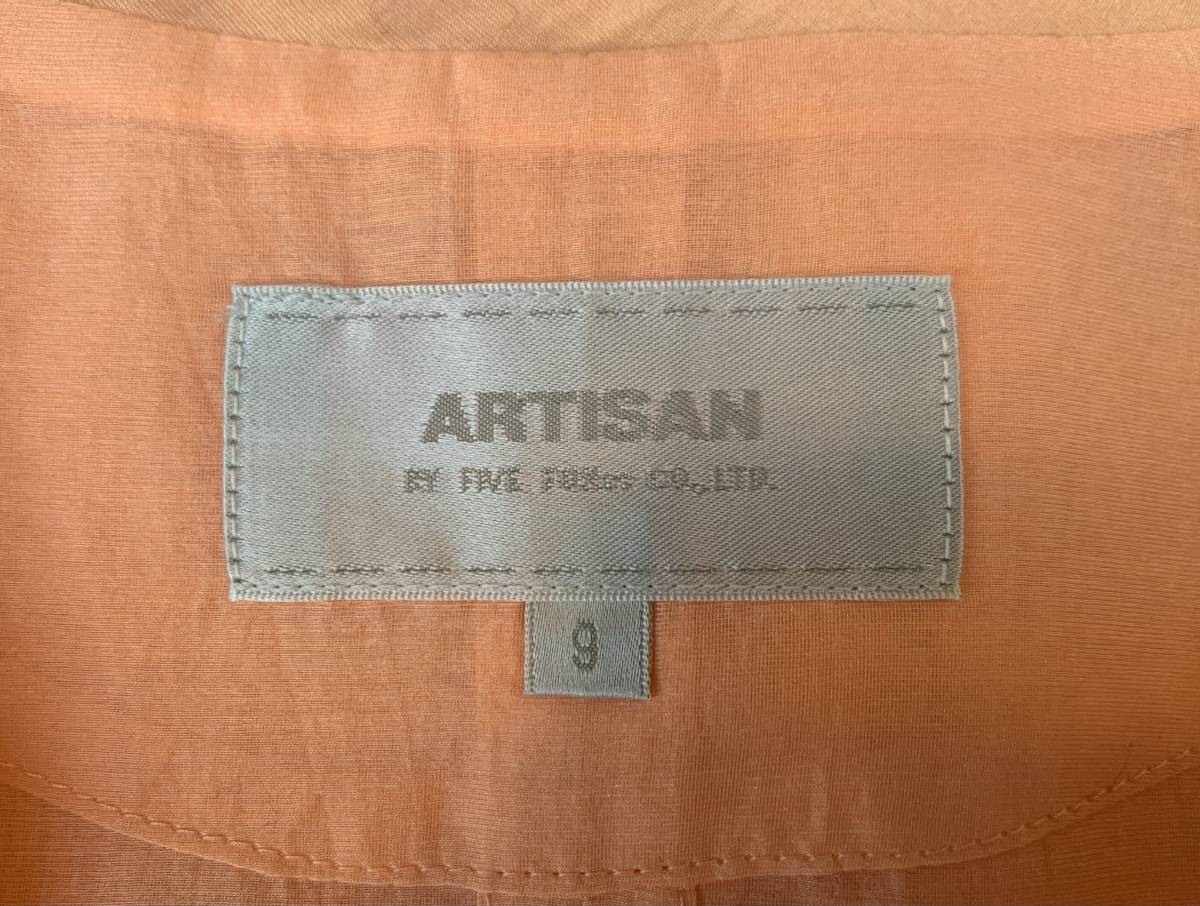 ARTISAN
BY FIVE FOXes CO.,LTD.
9